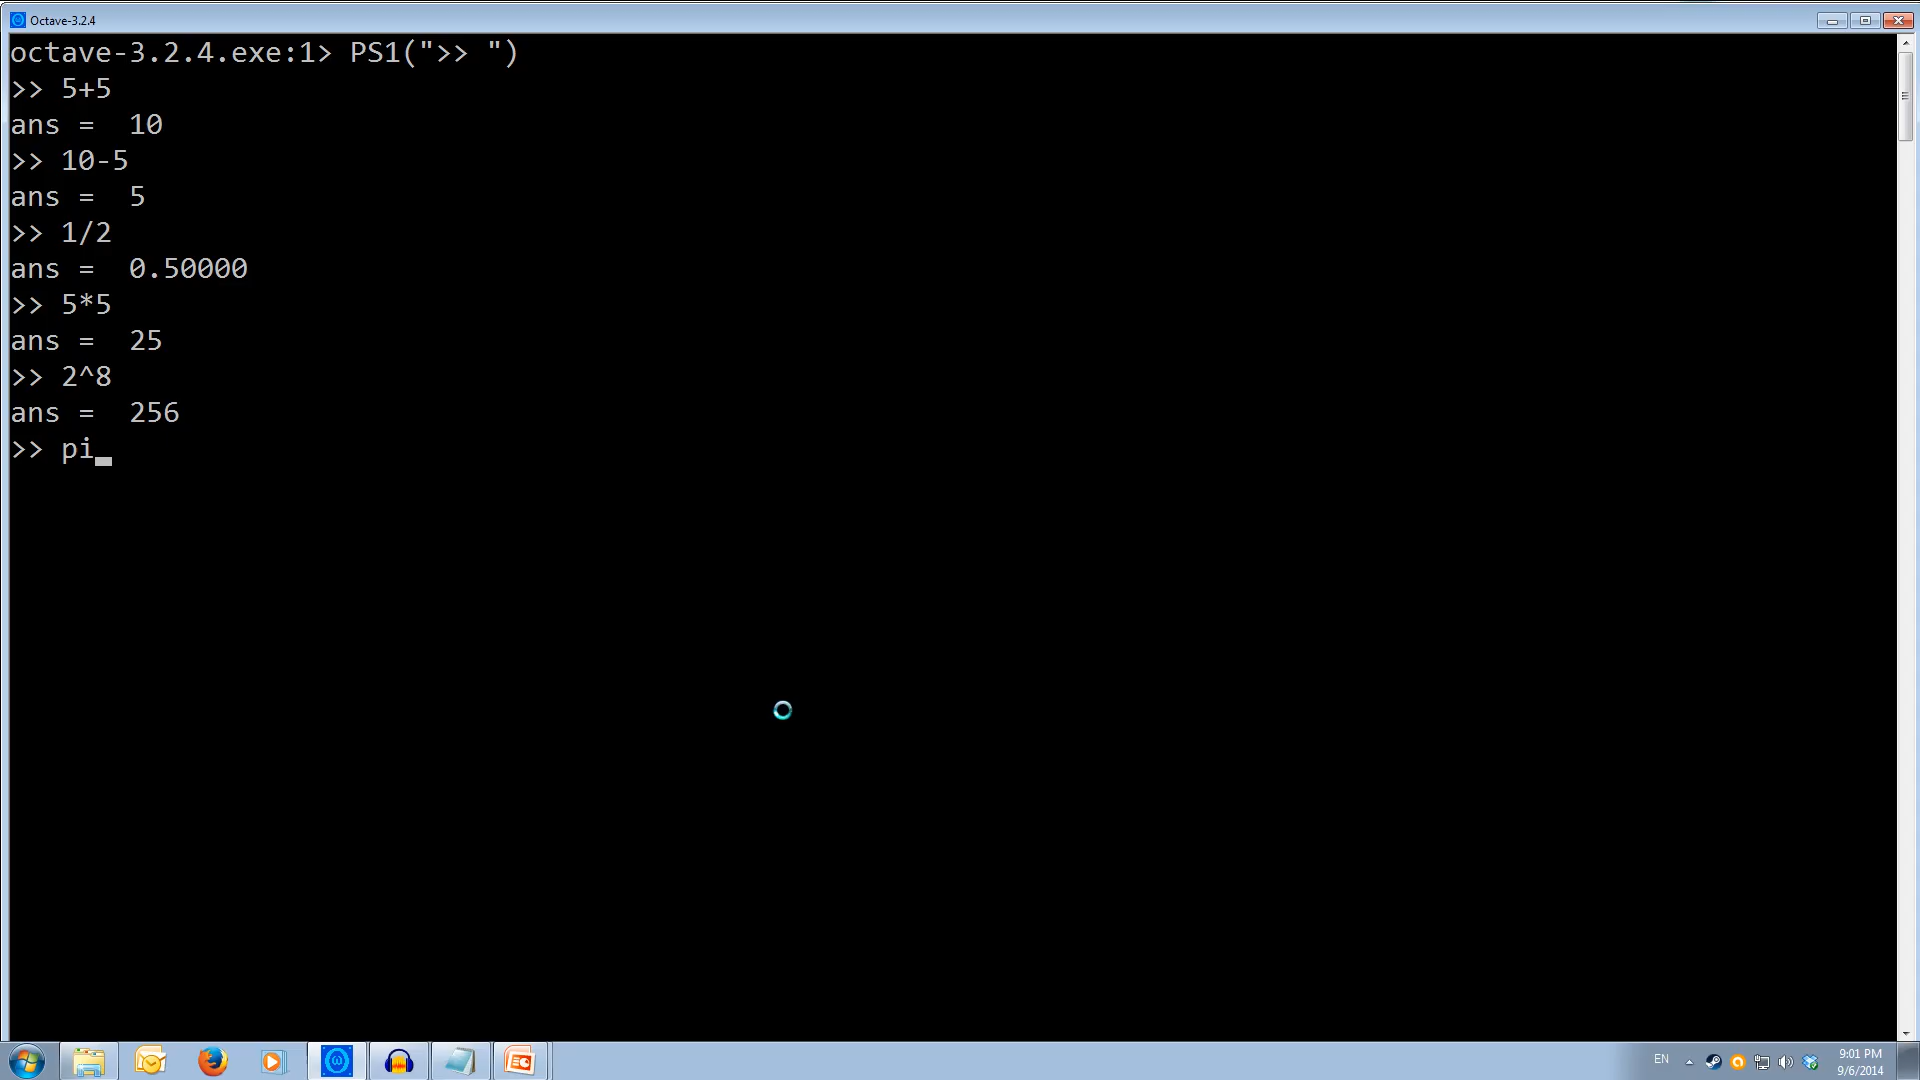 Octave-3.2.4
octave-3.2.4.exe:1> PS1(">> ")
>> 5+5
ans =  10
>> 10-5
ans =  5
>> 1/2
ans =  0.50000
>> 5*5
ans =  25
>> 2^8
ans =  256
>> pi_
EN
9:01 PM
9/6/2014